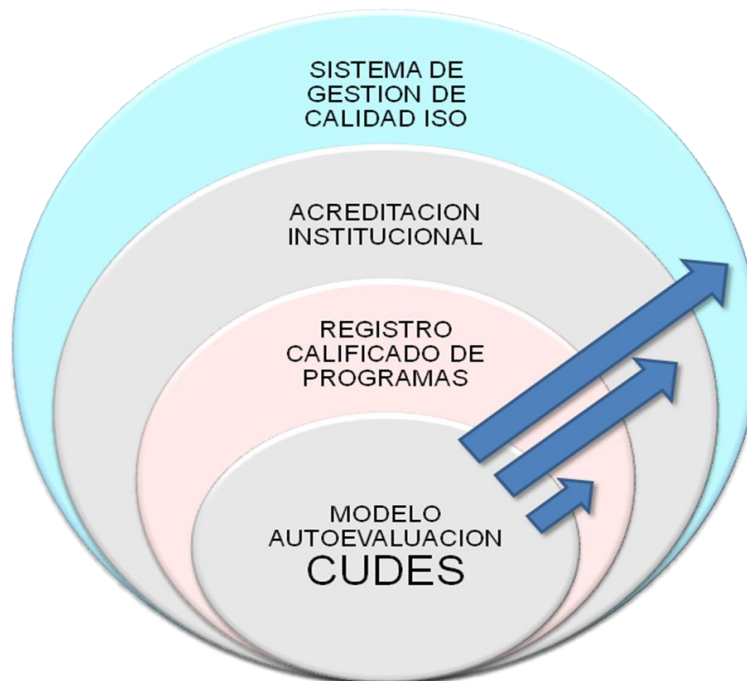 SISTEMA DE
GESTION DE
CALIDAD ISO
ACREDITACION
INSTITUCIONAL
REGISTRO
CALIFICADO DE
PROGRAMAS
MODELO
AUTOEVALUACION
CUDES